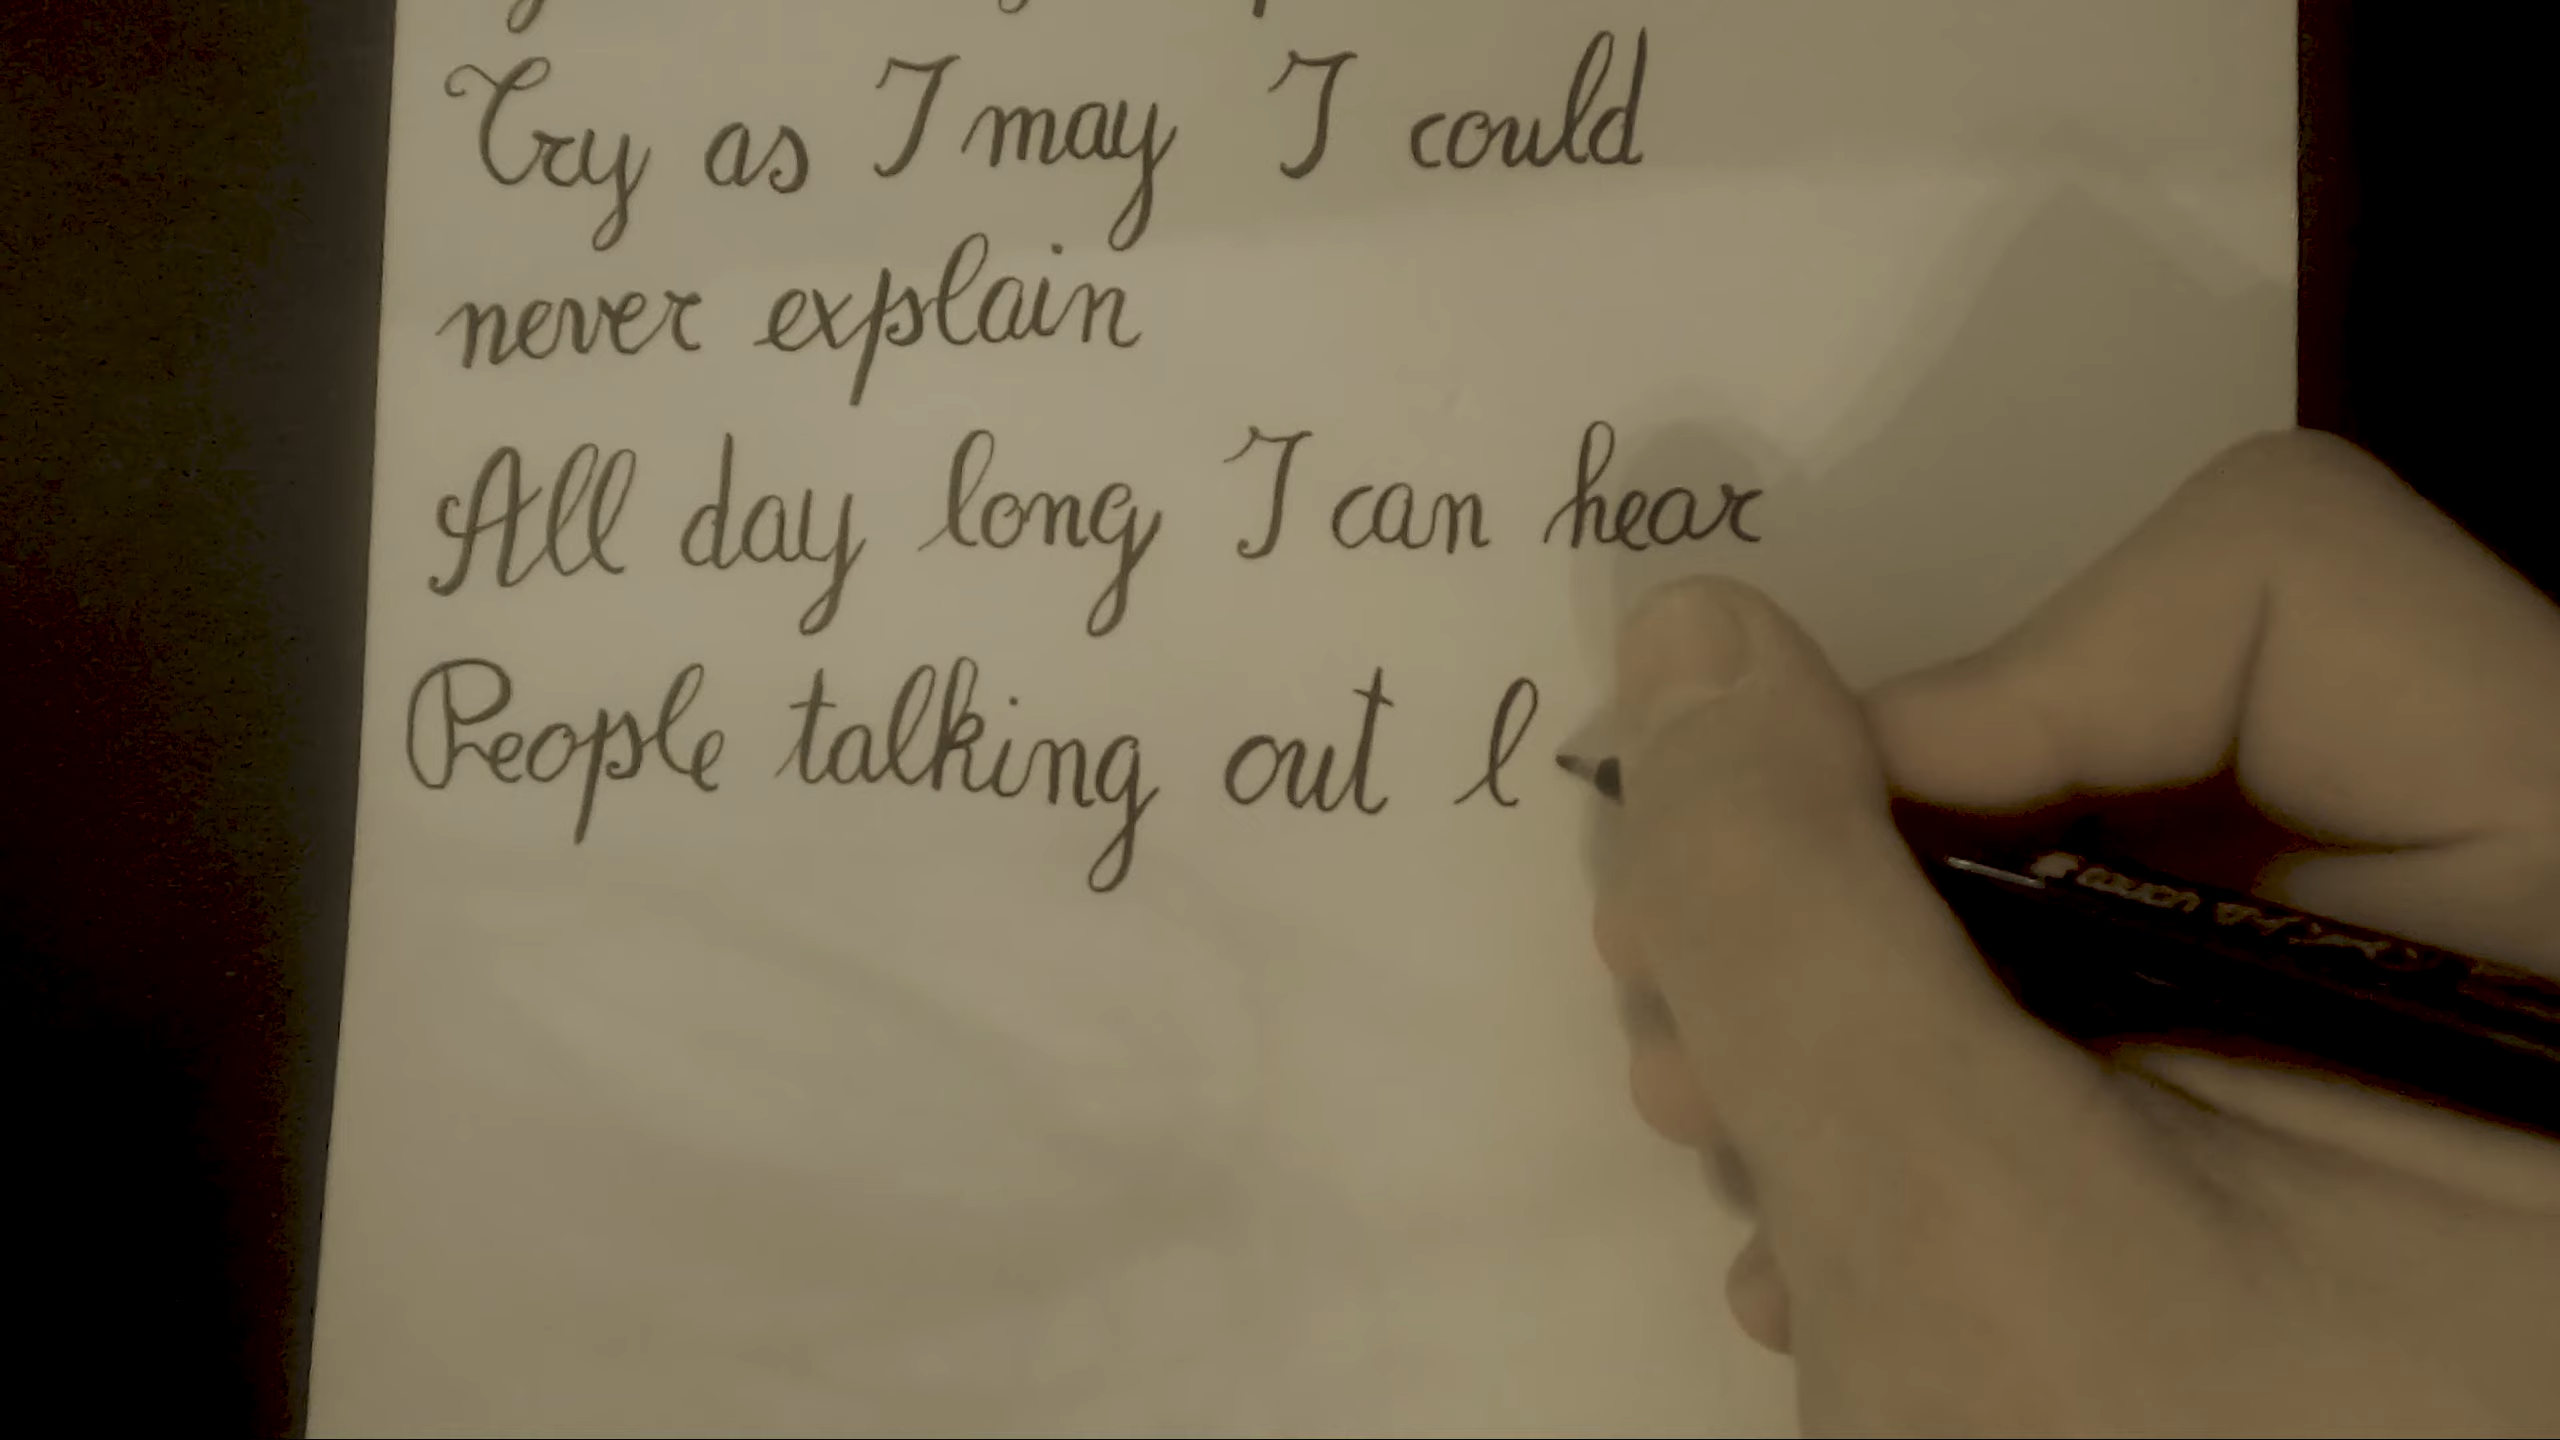 Try as I may I could
never explain
All day long I can hear
People talking out l